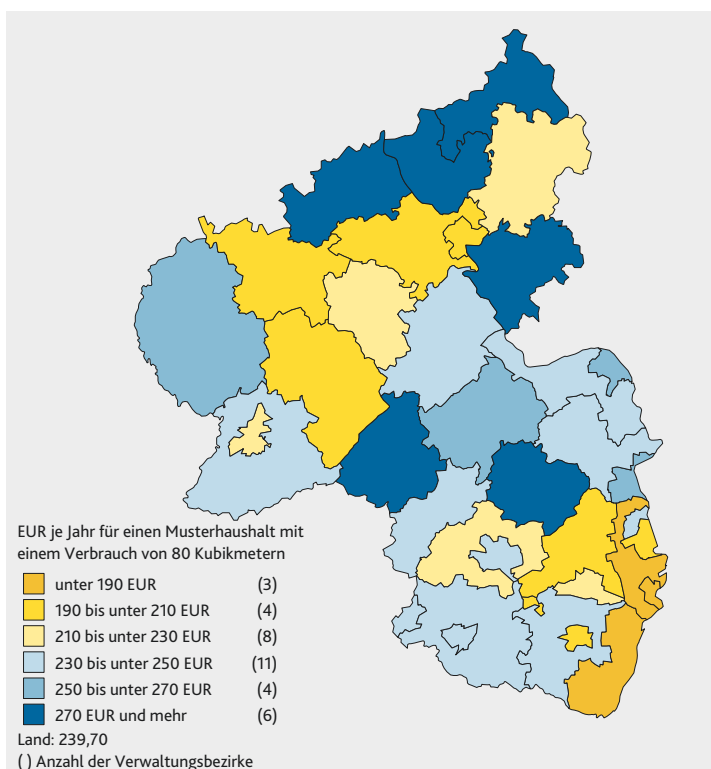 EUR je Jahr für einen Musterhaushalt mit
einem Verbrauch von 80 Kubikmetern
unter 190 EUR (3)
190 bis unter 210 EUR (4)
210 bis unter 230 EUR (8)
230 bis unter 250 EUR (11)
250 bis unter 270 EUR (4)
270 EUR und mehr (6)
Land: 239,70
( ) Anzahl der Verwaltungsbezirke